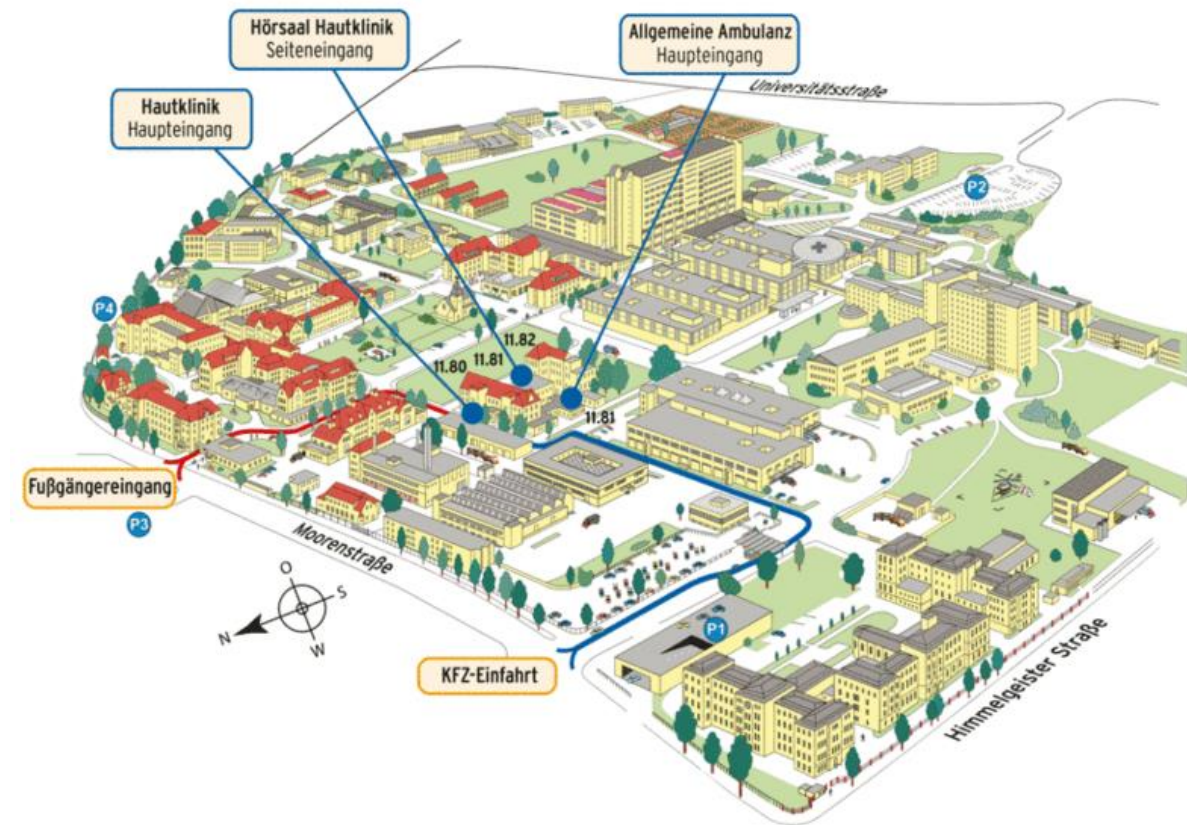 Hörsaal Hautklinik
Seiteneingang
Allgemeine Ambulanz
Haupteingang
Hautklinik
Haupteingang
Universitätsstraße
P2
P4
11.82
11.81
11.80
11.81
Fußgängereingang
P3
Moorenstraße
O
S
N
W
P1
KFZ-Einfahrt
Himmelgeister Straße